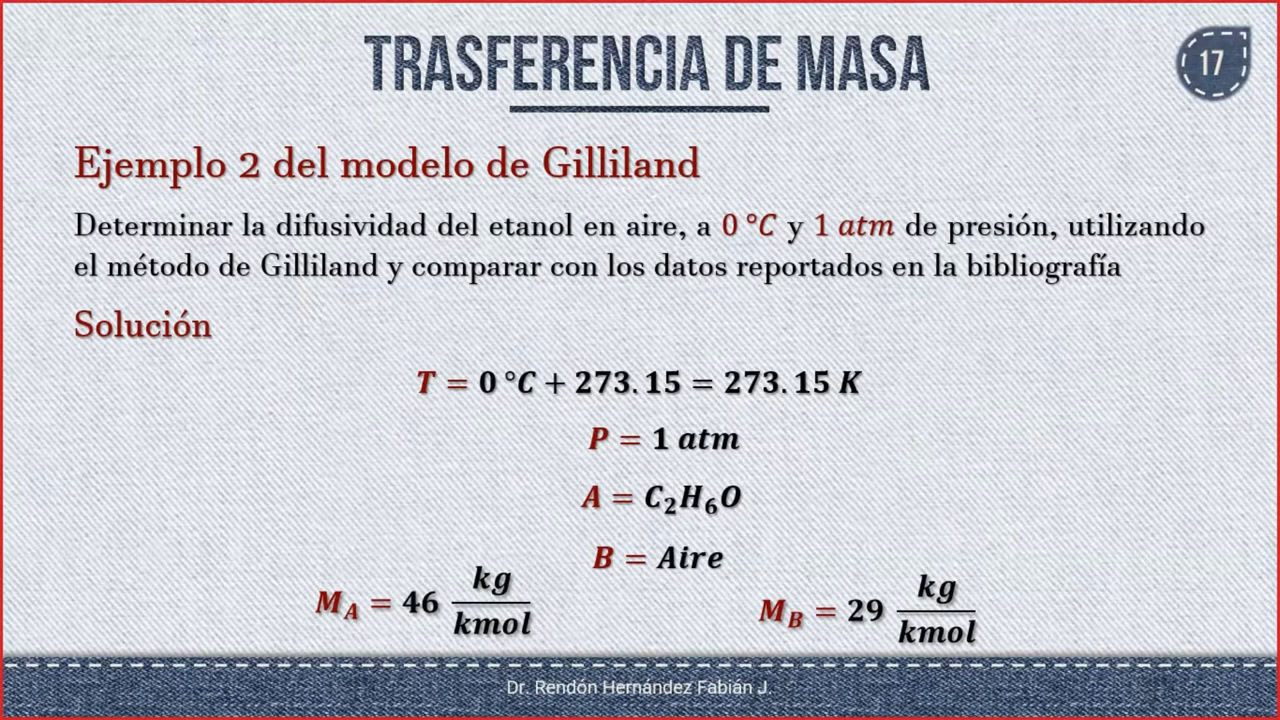 TRASFERENCIA DE MASA
17
Ejemplo 2 del modelo de Gilliland
Determinar la difusividad del etanol en aire, a 0 °C y 1 atm de presión, utilizando
el método de Gilliland y comparar con los datos reportados en la bibliografía
Solución
T = 0 °C + 273.15 = 273.15 K
P = 1 atm
A = C₂H₆O
B = Aire
M_A = 46 kg/kmol
M_B = 29 kg/kmol
Dr. Rendón Hernández Fabián J.